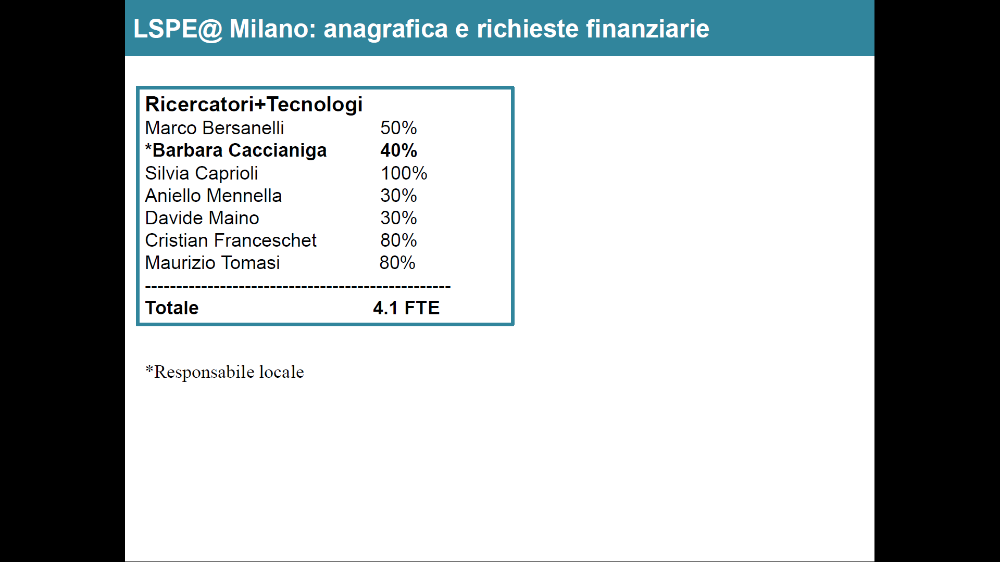 LSPE@ Milano: anagrafica e richieste finanziarie
Ricercatori+Tecnologi
Marco Bersanelli 50%
*Barbara Caccianiga 40%
Silvia Caprioli 100%
Aniello Mennella 30%
Davide Maino 30%
Cristian Franceschet 80%
Maurizio Tomasi 80%
-------------------------------------------------
Totale 4.1 FTE
*Responsabile locale